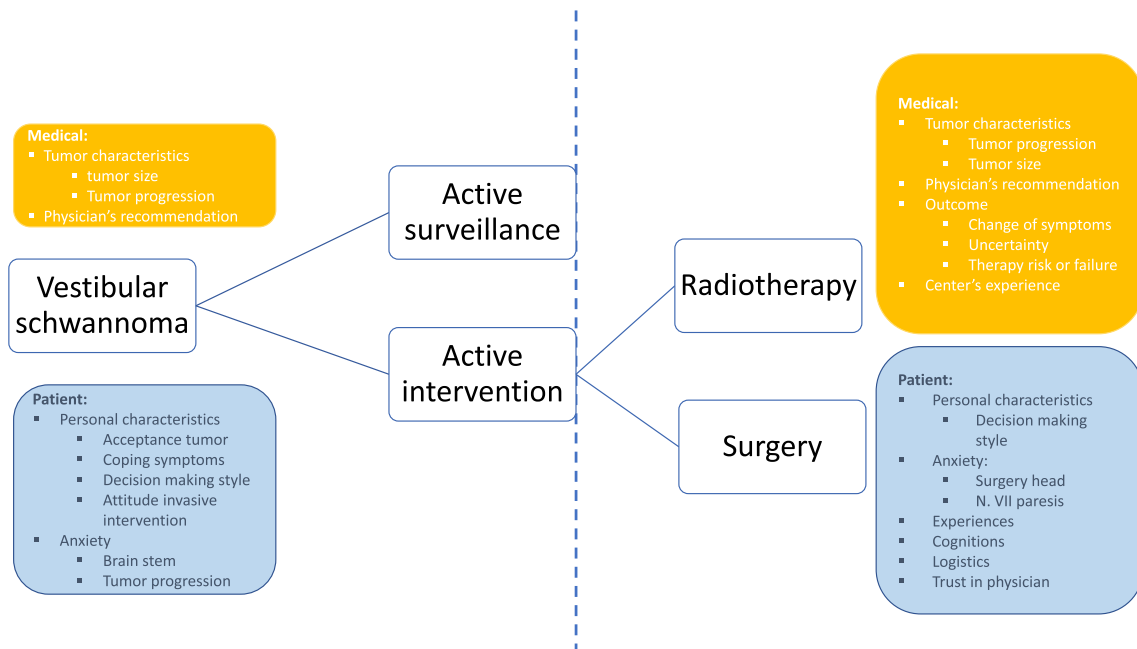 Medical:
▪ Tumor characteristics
▪ tumor size
▪ Tumor progression
▪ Physician's recommendation
Vestibular
schwannoma
Patient:
▪ Personal characteristics
▪ Acceptance tumor
▪ Coping symptoms
▪ Decision making style
▪ Attitude invasive
intervention
▪ Anxiety
▪ Brain stem
▪ Tumor progression
Active
surveillance
Active
intervention
Radiotherapy
Surgery
Medical:
▪ Tumor characteristics
▪ Tumor progression
▪ Tumor size
▪ Physician's recommendation
▪ Outcome
▪ Change of symptoms
▪ Uncertainty
▪ Therapy risk or failure
▪ Center's experience
Patient:
▪ Personal characteristics
▪ Decision making
style
▪ Anxiety:
▪ Surgery head
▪ N. VII paresis
▪ Experiences
▪ Cognitions
▪ Logistics
▪ Trust in physician